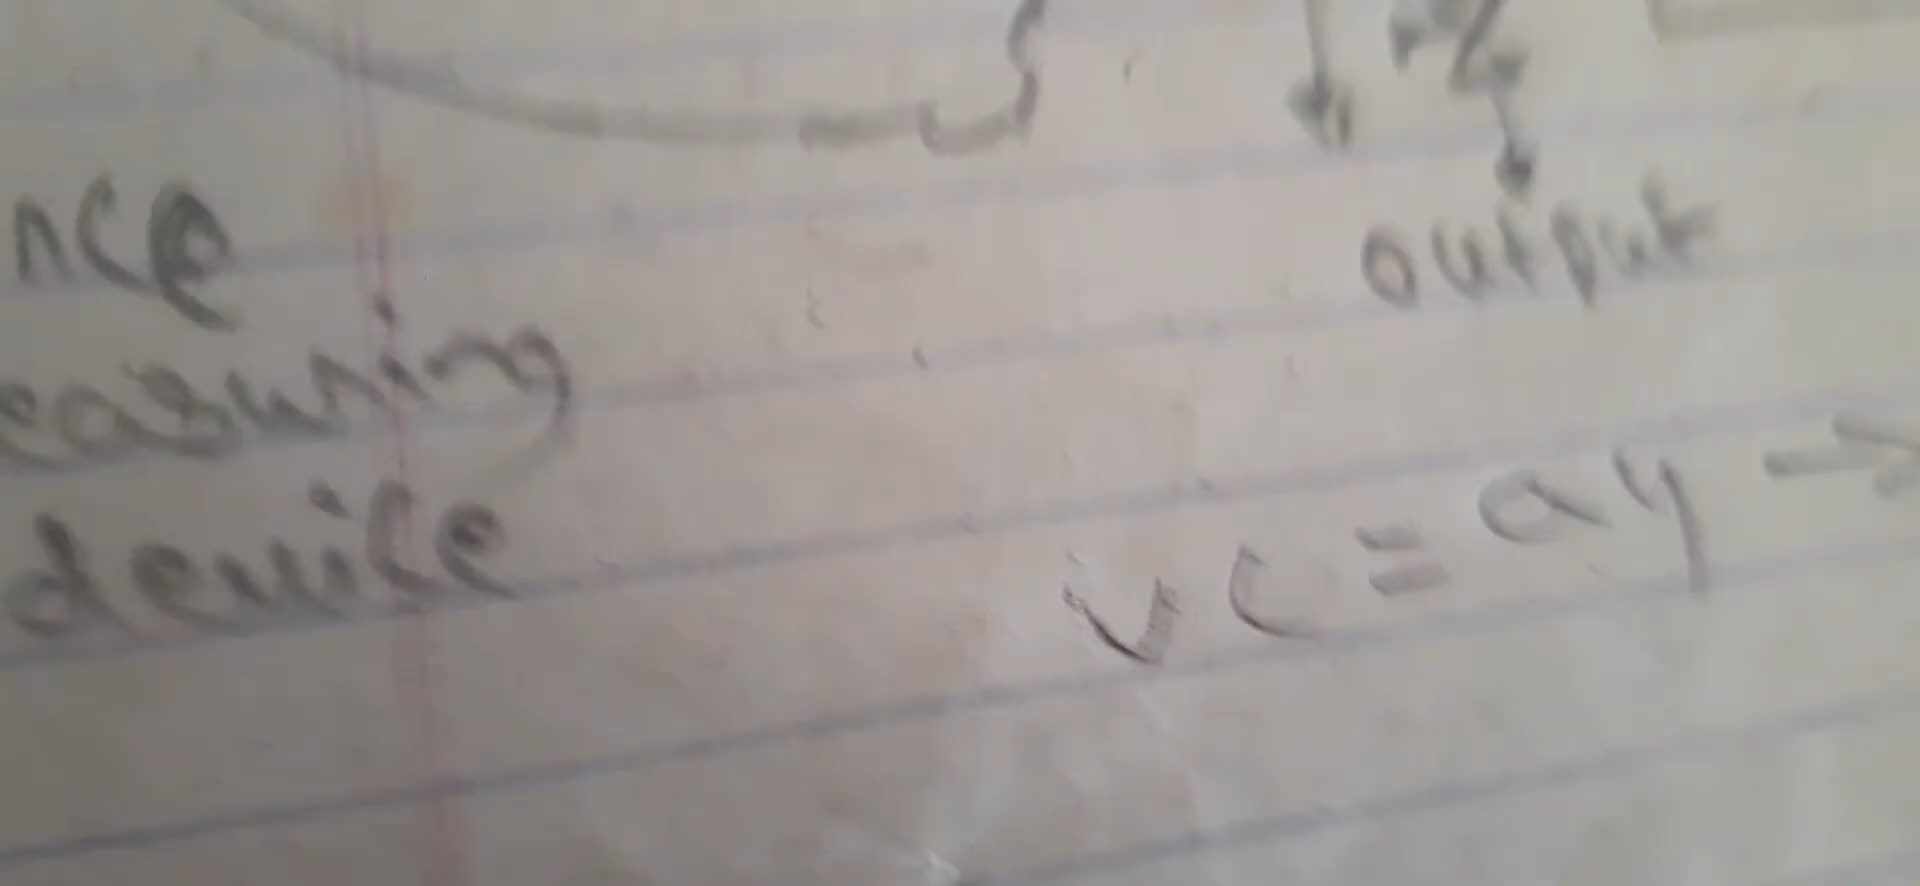 output
nce
easuring
device
VC = ay →